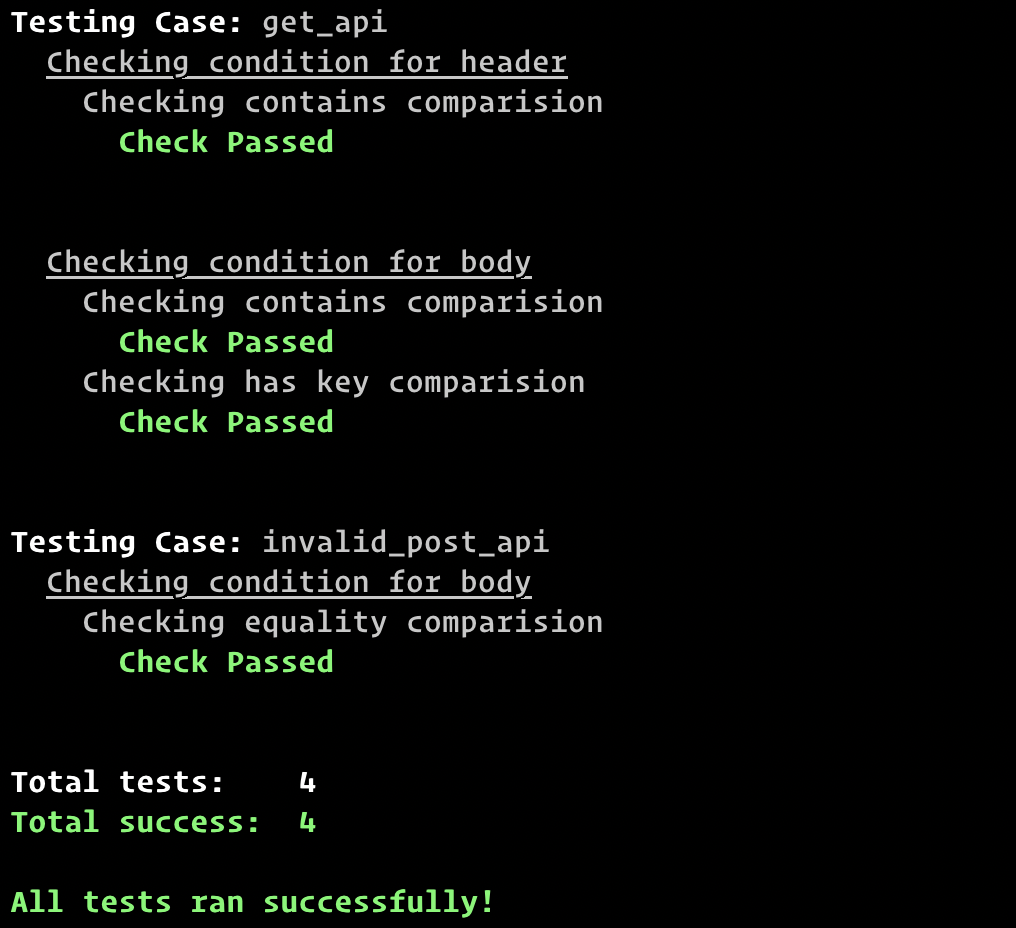 Testing Case: get_api
Checking condition for header
Checking contains comparision
Check Passed
Checking condition for body
Checking contains comparision
Check Passed
Checking has key comparision
Check Passed
Testing Case: invalid_post_api
Checking condition for body
Checking equality comparision
Check Passed
Total tests: 4
Total success: 4
All tests ran successfully!